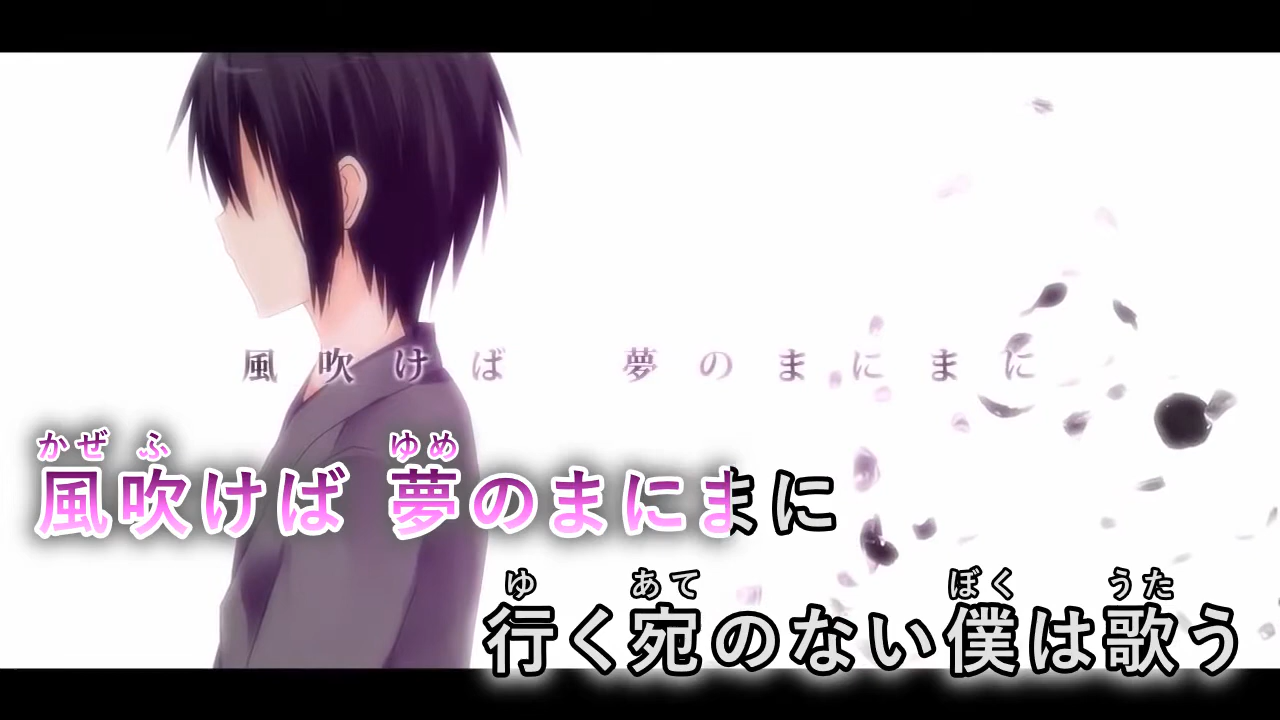 風吹けば 夢のまにまに
かぜ ふ ゆめ
風吹けば 夢のまにまに
ゆ あて ぼく うた
行く宛のない僕は歌う